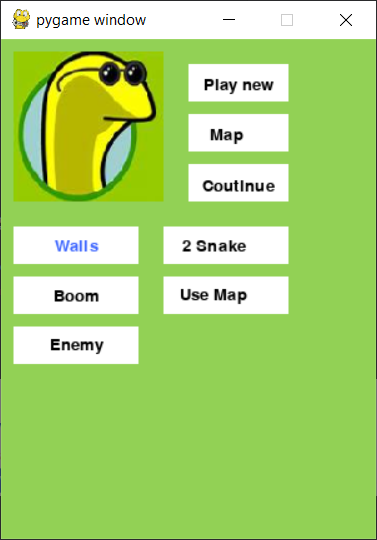 pygame window
Play new
Map
Coutinue
Walls
2 Snake
Boom
Use Map
Enemy